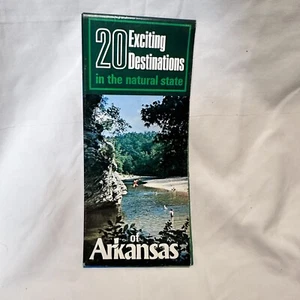 20 Exciting
Destinations
in the natural state
of
Arkansas